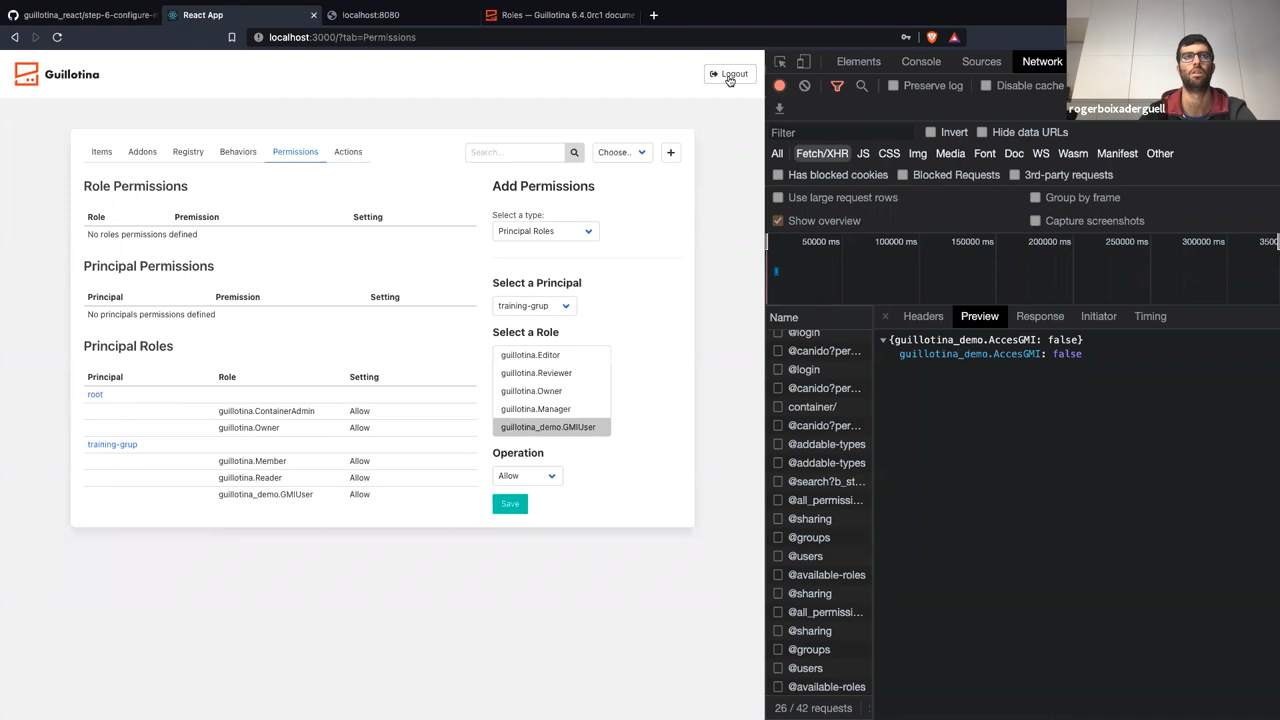 guillotina_react/step-6-configure-r
React App
localhost:8080
Roles — Guillotina 6.4.0rc1 docume
localhost:3000/?tab=Permissions
Guillotina
Logout
Items
Addons
Registry
Behaviors
Permissions
Actions
Search...
Choose..
Role Permissions
Role Premission Setting
No roles permissions defined
Principal Permissions
Principal Premission Setting
No principals permissions defined
Principal Roles
Principal Role Setting
root
guillotina.ContainerAdmin Allow
guillotina.Owner Allow
training-grup
guillotina.Member Allow
guillotina.Reader Allow
guillotina_demo.GMIUser Allow
Add Permissions
Select a type:
Principal Roles
Select a Principal
training-grup
Select a Role
guillotina.Editor
guillotina.Reviewer
guillotina.Owner
guillotina.Manager
guillotina_demo.GMIUser
Operation
Allow
Save
Elements Console Sources Network
Preserve log Disable cache
rogerboixaderguell
Filter Invert Hide data URLs
All Fetch/XHR JS CSS Img Media Font Doc WS Wasm Manifest Other
Has blocked cookies Blocked Requests 3rd-party requests
Use large request rows Group by frame
Show overview Capture screenshots
50000 ms 100000 ms 150000 ms 200000 ms 250000 ms 300000 ms 3500
Name
@login
@canido?per...
@login
@canido?per...
container/
@canido?per...
@addable-types
@addable-types
@search?b_st...
@all_permissi...
@sharing
@groups
@users
@available-roles
@sharing
@all_permissi...
@sharing
@groups
@users
@available-roles
26 / 42 requests
Headers Preview Response Initiator Timing
{guillotina_demo.AccesGMI: false}
guillotina_demo.AccesGMI: false